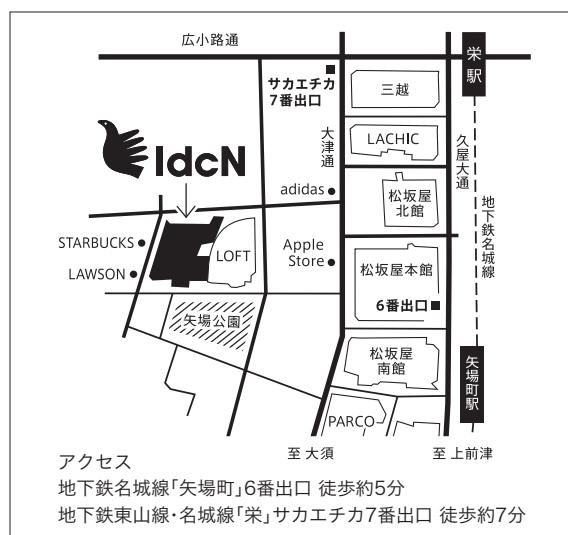 広小路通
栄駅
サカエチカ
7番出口
三越
大津通
LACHIC
久屋大通
IdcN
地下鉄名城線
adidas
松坂屋
北館
STARBUCKS
LOFT
Apple
Store
LAWSON
松坂屋本館
6番出口
矢場公園
松坂屋
南館
矢場町駅
PARCO
至 大須
至 上前津
アクセス
地下鉄名城線「矢場町」6番出口 徒歩約5分
地下鉄東山線・名城線「栄」サカエチカ7番出口 徒歩約7分